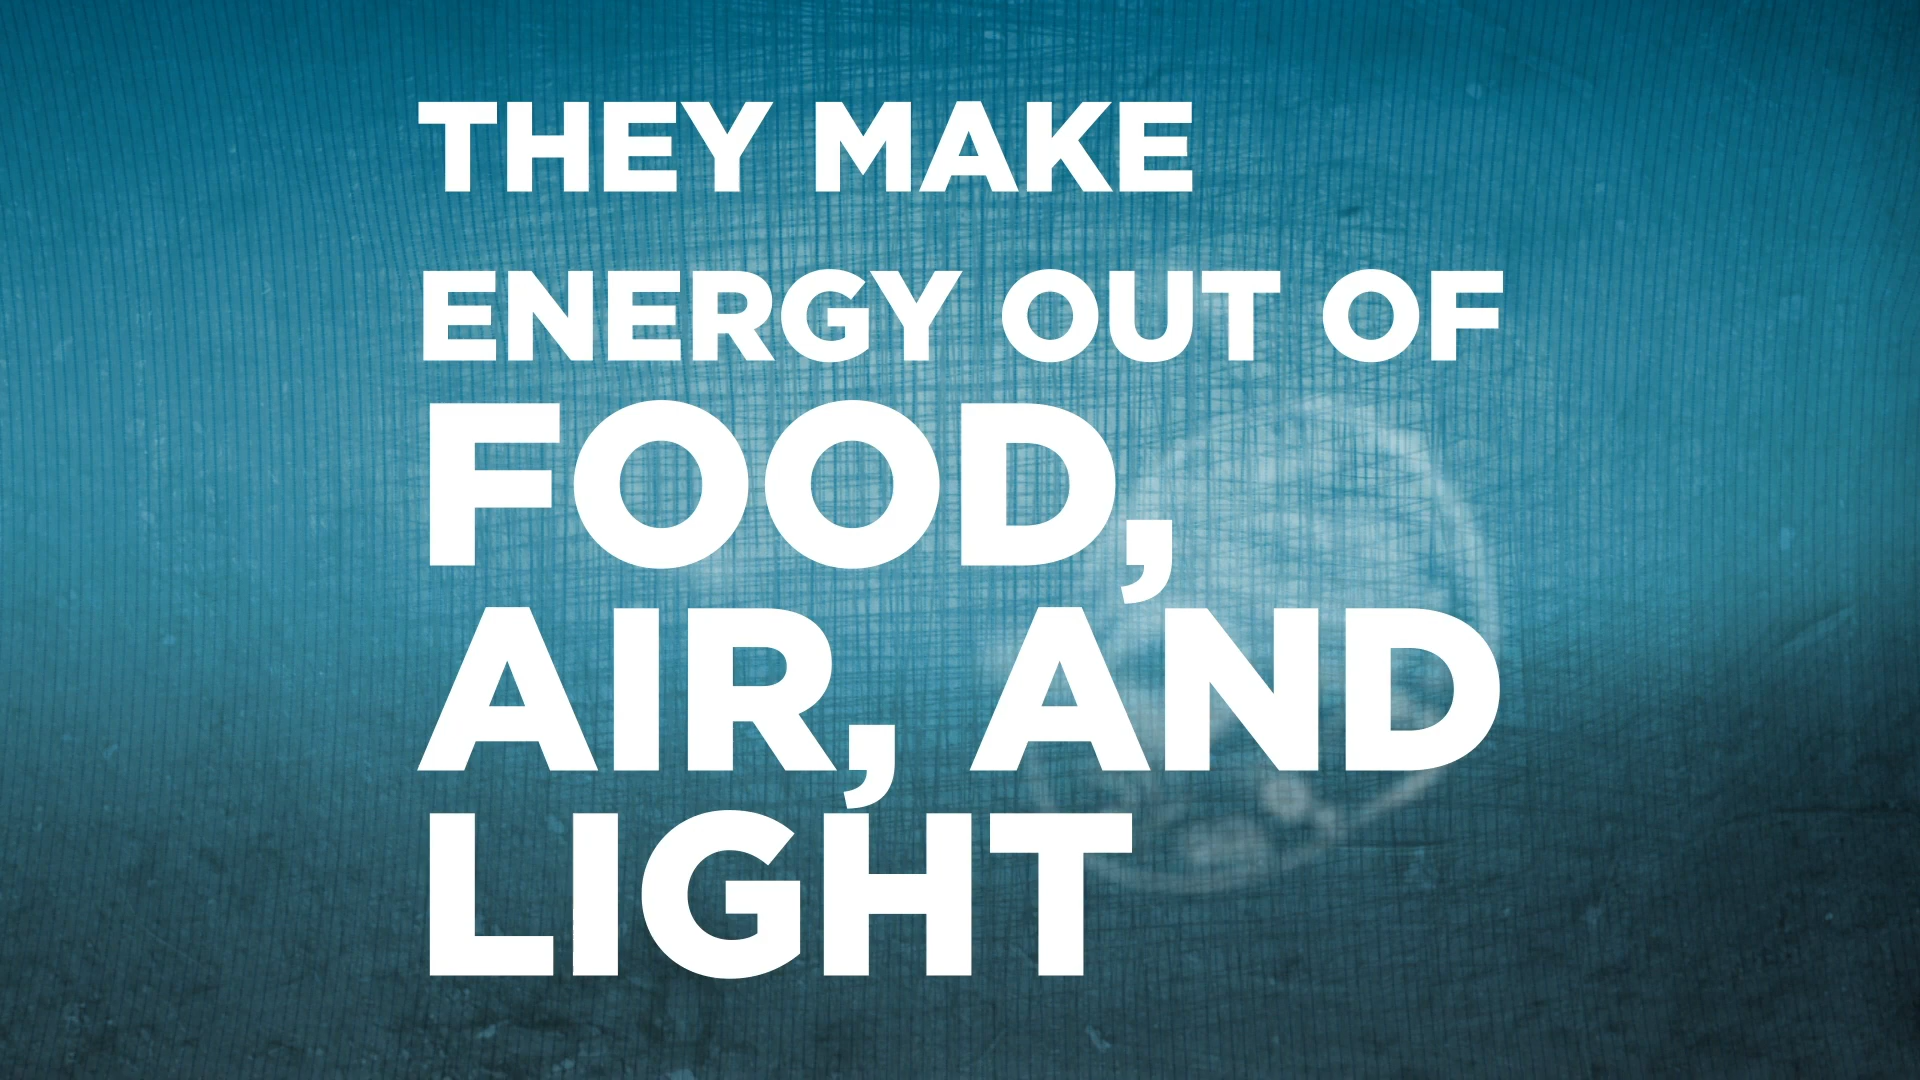 THEY MAKE
ENERGY OUT OF
FOOD,
AIR, AND
LIGHT